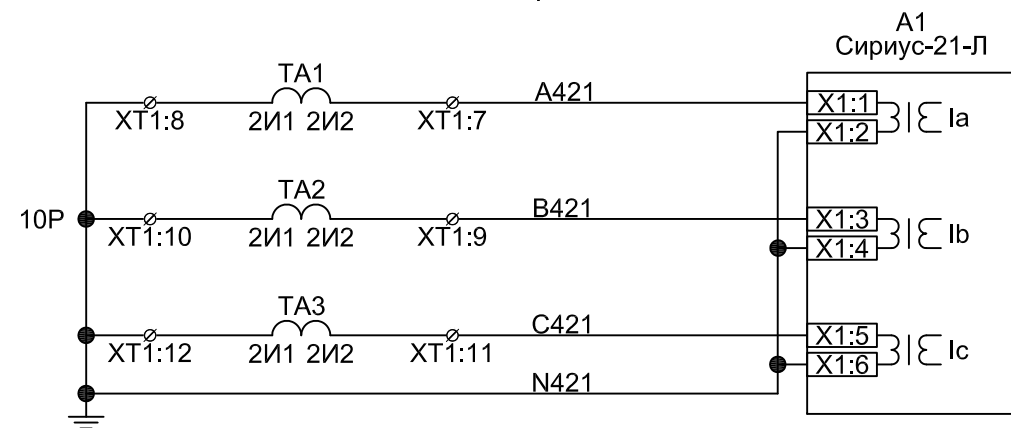 A1
Сириус-21-Л
TA1
A421
X1:1
Ia
XT1:8
2И1 2И2
XT1:7
X1:2
TA2
10P
B421
X1:3
Ib
XT1:10
2И1 2И2
XT1:9
X1:4
TA3
C421
X1:5
Ic
XT1:12
2И1 2И2
XT1:11
X1:6
N421